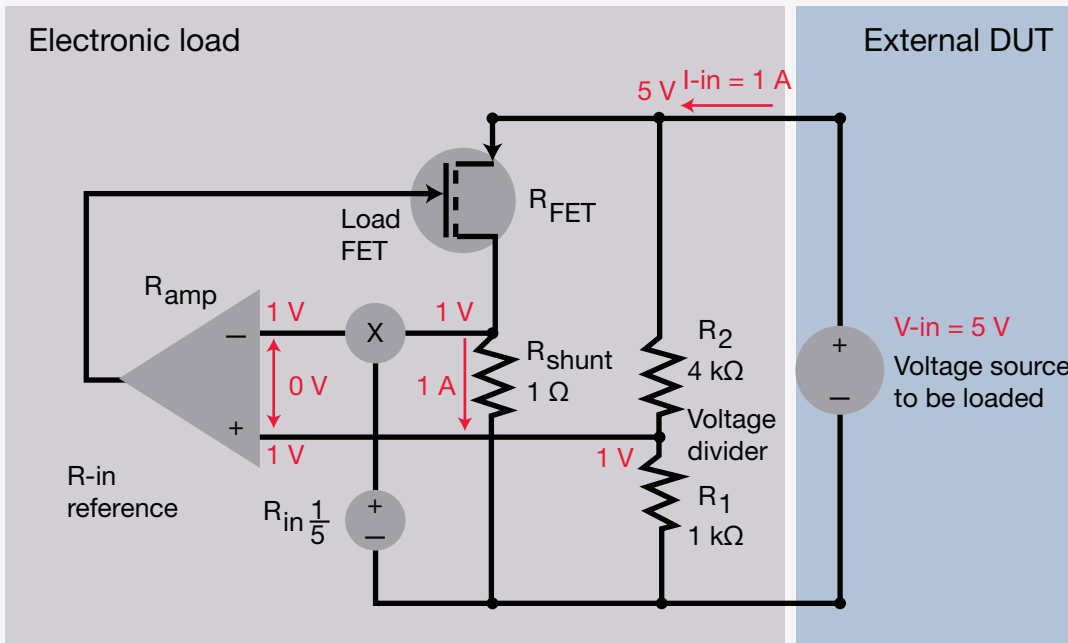 Electronic load
External DUT
5 V
I-in = 1 A
Load
FET
RFET
Ramp
1 V
X
1 V
R2
4 kΩ
V-in = 5 V
Voltage source
to be loaded
+
–
–
0 V
1 A
Rshunt
1 Ω
+
1 V
Voltage
divider
1 V
R-in
reference
Rin 1/5
+
–
R1
1 kΩ